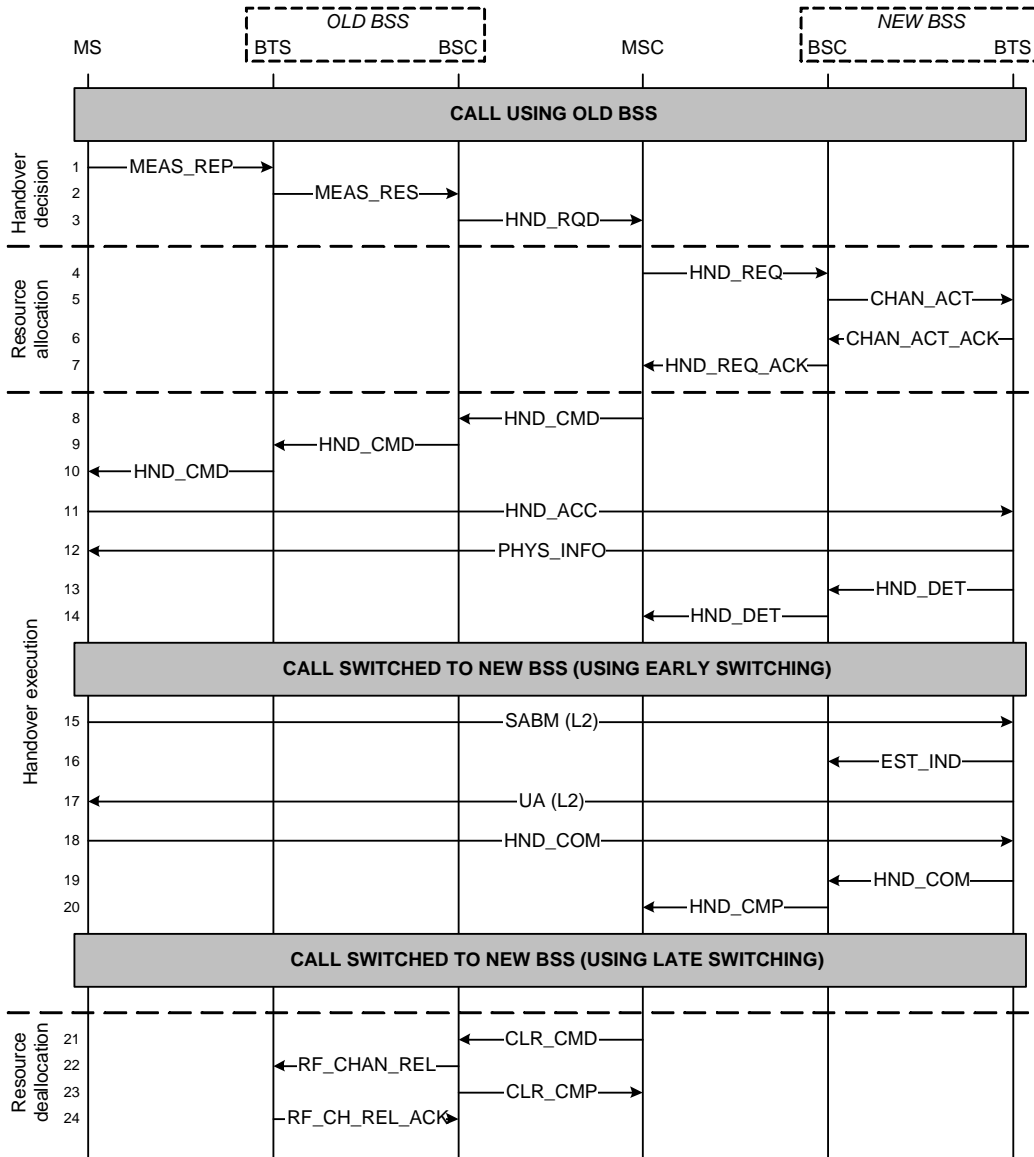 OLD BSS
NEW BSS
MS
BTS
BSC
MSC
BSC
BTS
CALL USING OLD BSS
Handover decision
1
MEAS_REP
2
MEAS_RES
3
HND_RQD
Resource allocation
4
HND_REQ
5
CHAN_ACT
6
CHAN_ACT_ACK
7
HND_REQ_ACK
Handover execution
8
HND_CMD
9
HND_CMD
10
HND_CMD
11
HND_ACC
12
PHYS_INFO
13
HND_DET
14
HND_DET
CALL SWITCHED TO NEW BSS (USING EARLY SWITCHING)
15
SABM (L2)
16
EST_IND
17
UA (L2)
18
HND_COM
19
HND_COM
20
HND_CMP
CALL SWITCHED TO NEW BSS (USING LATE SWITCHING)
Resource deallocation
21
CLR_CMD
22
RF_CHAN_REL
23
CLR_CMP
24
RF_CH_REL_ACK